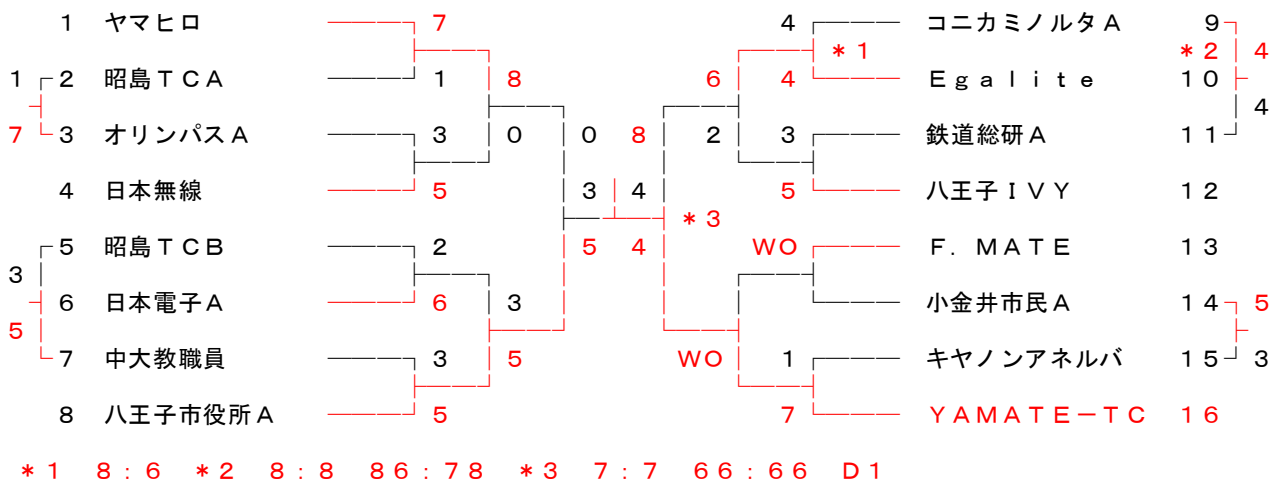 1 ヤマヒロ 7 4 コニカミノルタA 9
*1 *2 4
1 2 昭島TCA 1 8 6 4 Egalite 10
4
7 3 オリンパスA 3 0 0 8 2 3 鉄道総研A 11
4 日本無線 5 3 4 5 八王子IVY 12
*3
5 昭島TCB 2 5 4 WO F. MATE 13
3
6 日本電子A 6 3 小金井市民A 14 5
5
7 中大教職員 3 5 WO 1 キヤノンアネルバ 15 3
8 八王子市役所A 5 7 YAMATE-TC 16
*1 8:6 *2 8:8 86:78 *3 7:7 66:66 D1